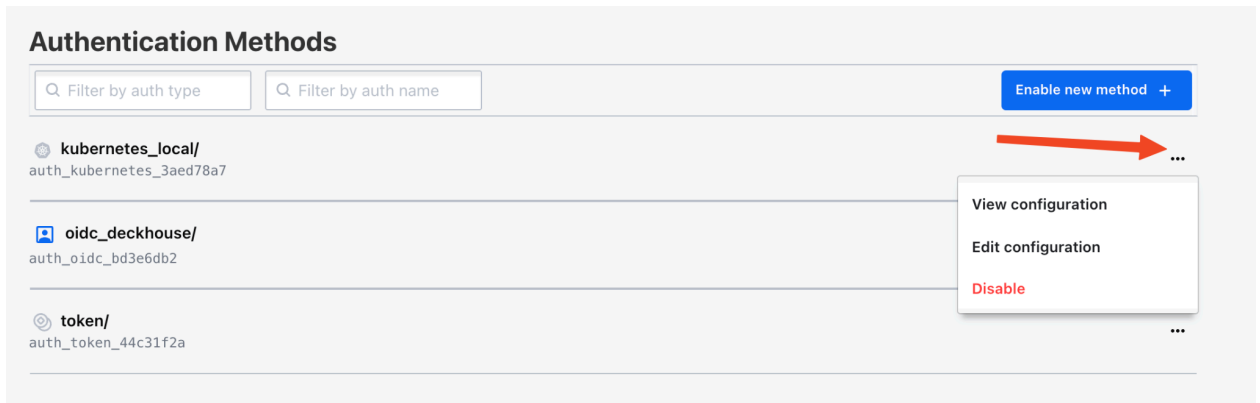 Authentication Methods
Filter by auth type
Filter by auth name
Enable new method +
kubernetes_local/
auth_kubernetes_3aed78a7
View configuration
Edit configuration
Disable
oidc_deckhouse/
auth_oidc_bd3e6db2
token/
auth_token_44c31f2a